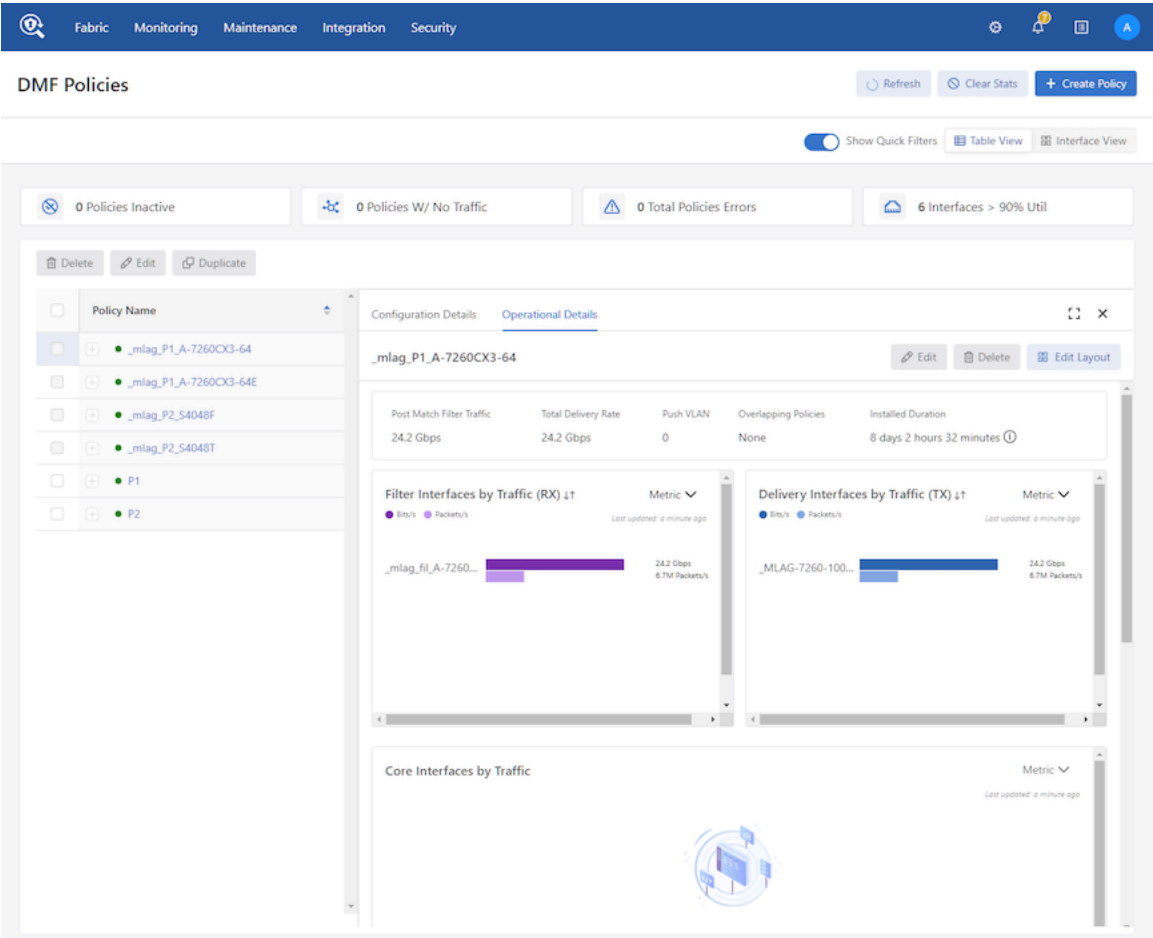 Fabric Monitoring Maintenance Integration Security 7 A
DMF Policies Refresh Clear Stats + Create Policy
Show Quick Filters Table View Interface View
0 Policies Inactive 0 Policies W/ No Traffic 0 Total Policies Errors 6 Interfaces > 90% Util
Delete Edit Duplicate
Policy Name
_mlag_P1_A-7260CX3-64
_mlag_P1_A-7260CX3-64E
_mlag_P2_S4048F
_mlag_P2_S4048T
P1
P2
Configuration Details Operational Details
_mlag_P1_A-7260CX3-64 Edit Delete Edit Layout
Post Match Filter Traffic Total Delivery Rate Push VLAN Overlapping Policies Installed Duration
24.2 Gbps 24.2 Gbps 0 None 8 days 2 hours 32 minutes
Filter Interfaces by Traffic (RX) ↓↑ Metric
Bits/s Packets/s Last updated: a minute ago
_mlag_fil_A-7260... 24.2 Gbps
6.7M Packets/s
Delivery Interfaces by Traffic (TX) ↓↑ Metric
Bits/s Packets/s Last updated: a minute ago
_MLAG-7260-100... 24.2 Gbps
6.7M Packets/s
Core Interfaces by Traffic Metric
Last updated: a minute ago